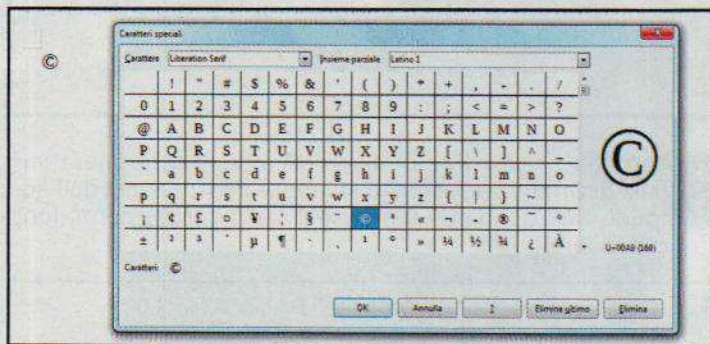 Caratteri speciali
©
Carattere Liberation Serif Insieme parziale Latino 1
! " # $ % & ' ( ) * + , - . /
0 1 2 3 4 5 6 7 8 9 : ; < = > ?
@ A B C D E F G H I J K L M N O
P Q R S T U V W X Y Z [ \ ] ^ _
` a b c d e f g h i j k l m n o
p q r s t u v w x y z { | } ~
¡ ¢ £ ¤ ¥ ¦ § ¨ © ª « ¬ - ® ¯ °
± ² ³ ´ µ ¶ · ¸ ¹ º » ¼ ½ ¾ ¿ À
©
U+00A9 (169)
Caratteri: ©
OK Annulla ? Elimina ultimo Elimina